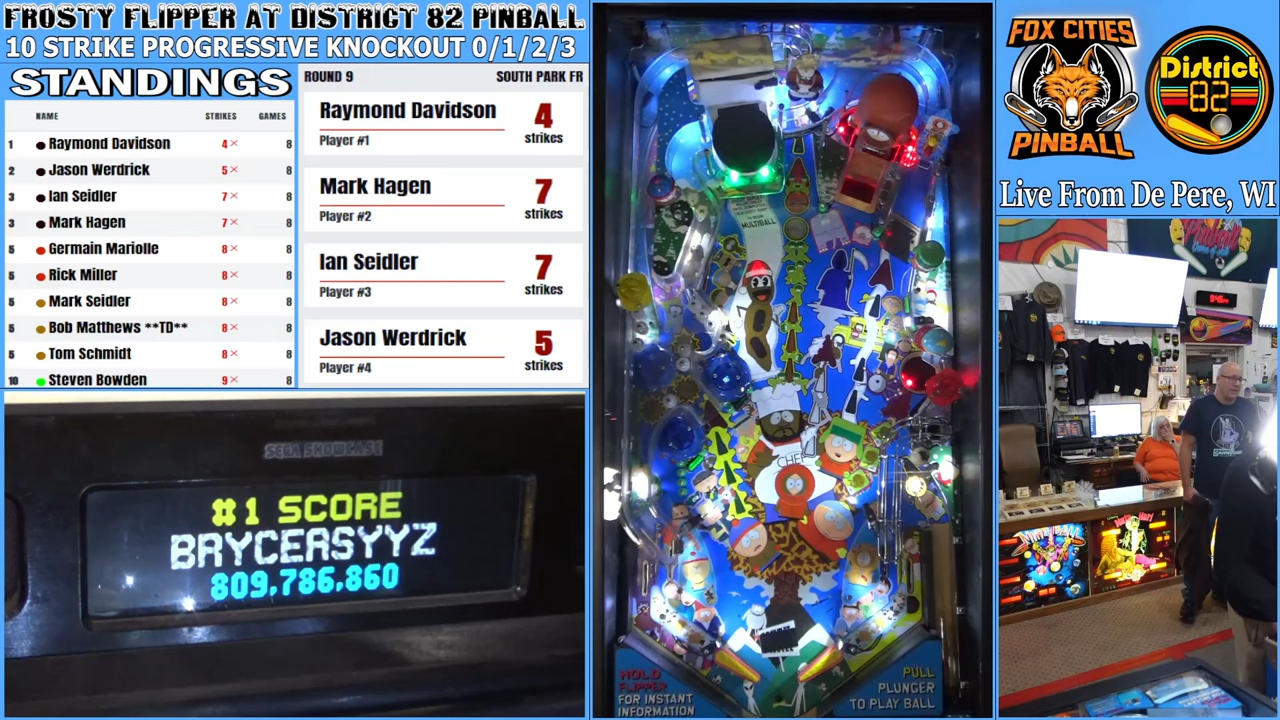 FROSTY FLIPPER AT DISTRICT 82 PINBALL
10 STRIKE PROGRESSIVE KNOCKOUT 0/1/2/3
STANDINGS
NAME STRIKES GAMES
1 Raymond Davidson 4× 8
2 Jason Werdrick 5× 8
3 Ian Seidler 7× 8
3 Mark Hagen 7× 8
5 Germain Mariolle 8× 8
5 Rick Miller 8× 8
5 Mark Seidler 8× 8
5 Bob Matthews **TD** 8× 8
5 Tom Schmidt 8× 8
10 Steven Bowden 9× 8
ROUND 9 SOUTH PARK FR
Raymond Davidson 4
Player #1 strikes
Mark Hagen 7
Player #2 strikes
Ian Seidler 7
Player #3 strikes
Jason Werdrick 5
Player #4 strikes
SEGA SHOWCASE
#1 SCORE
BRYCEASYYZ
809,786,860
MULTIBALL
CHEF
HOLD
FLIPPER
FOR INSTANT
INFORMATION
PULL
PLUNGER
TO PLAY BALL
FOX CITIES
PINBALL
District
82
Live From De Pere, WI
Pinball